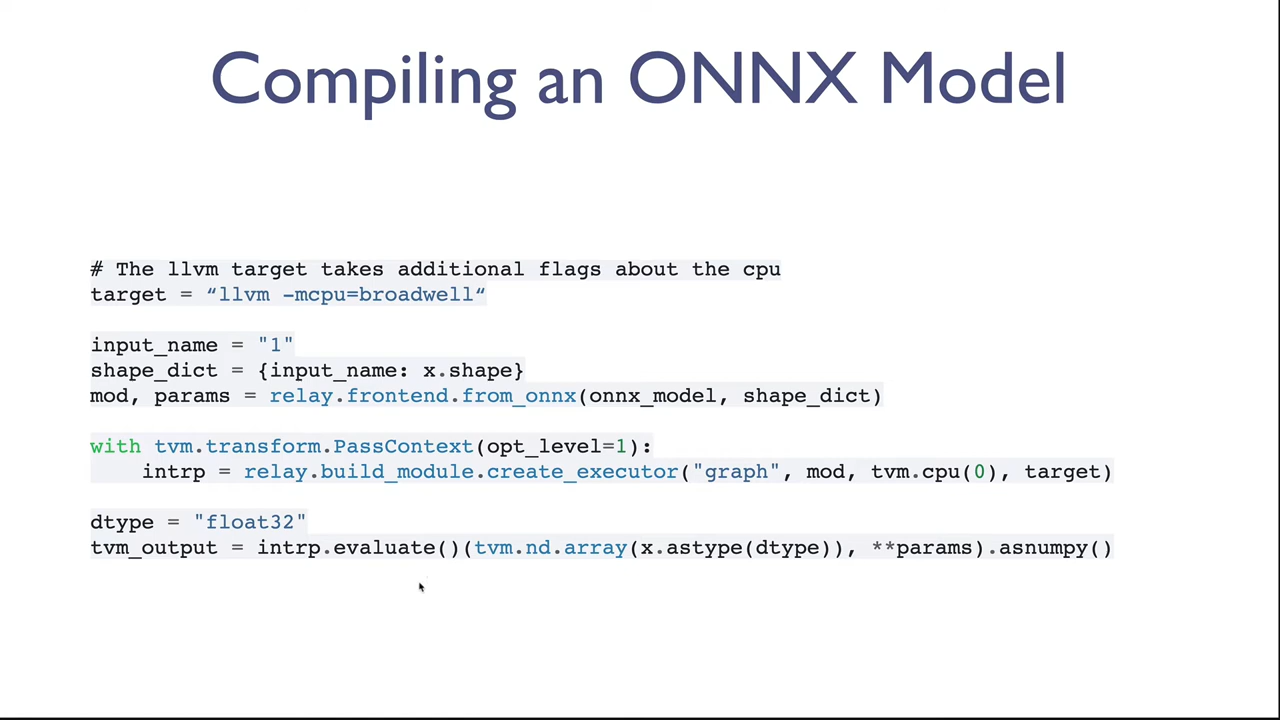 Compiling an ONNX Model
# The llvm target takes additional flags about the cpu
target = “llvm -mcpu=broadwell“
input_name = "1"
shape_dict = {input_name: x.shape}
mod, params = relay.frontend.from_onnx(onnx_model, shape_dict)
with tvm.transform.PassContext(opt_level=1):
    intrp = relay.build_module.create_executor("graph", mod, tvm.cpu(0), target)
dtype = "float32"
tvm_output = intrp.evaluate()(tvm.nd.array(x.astype(dtype)), **params).asnumpy()